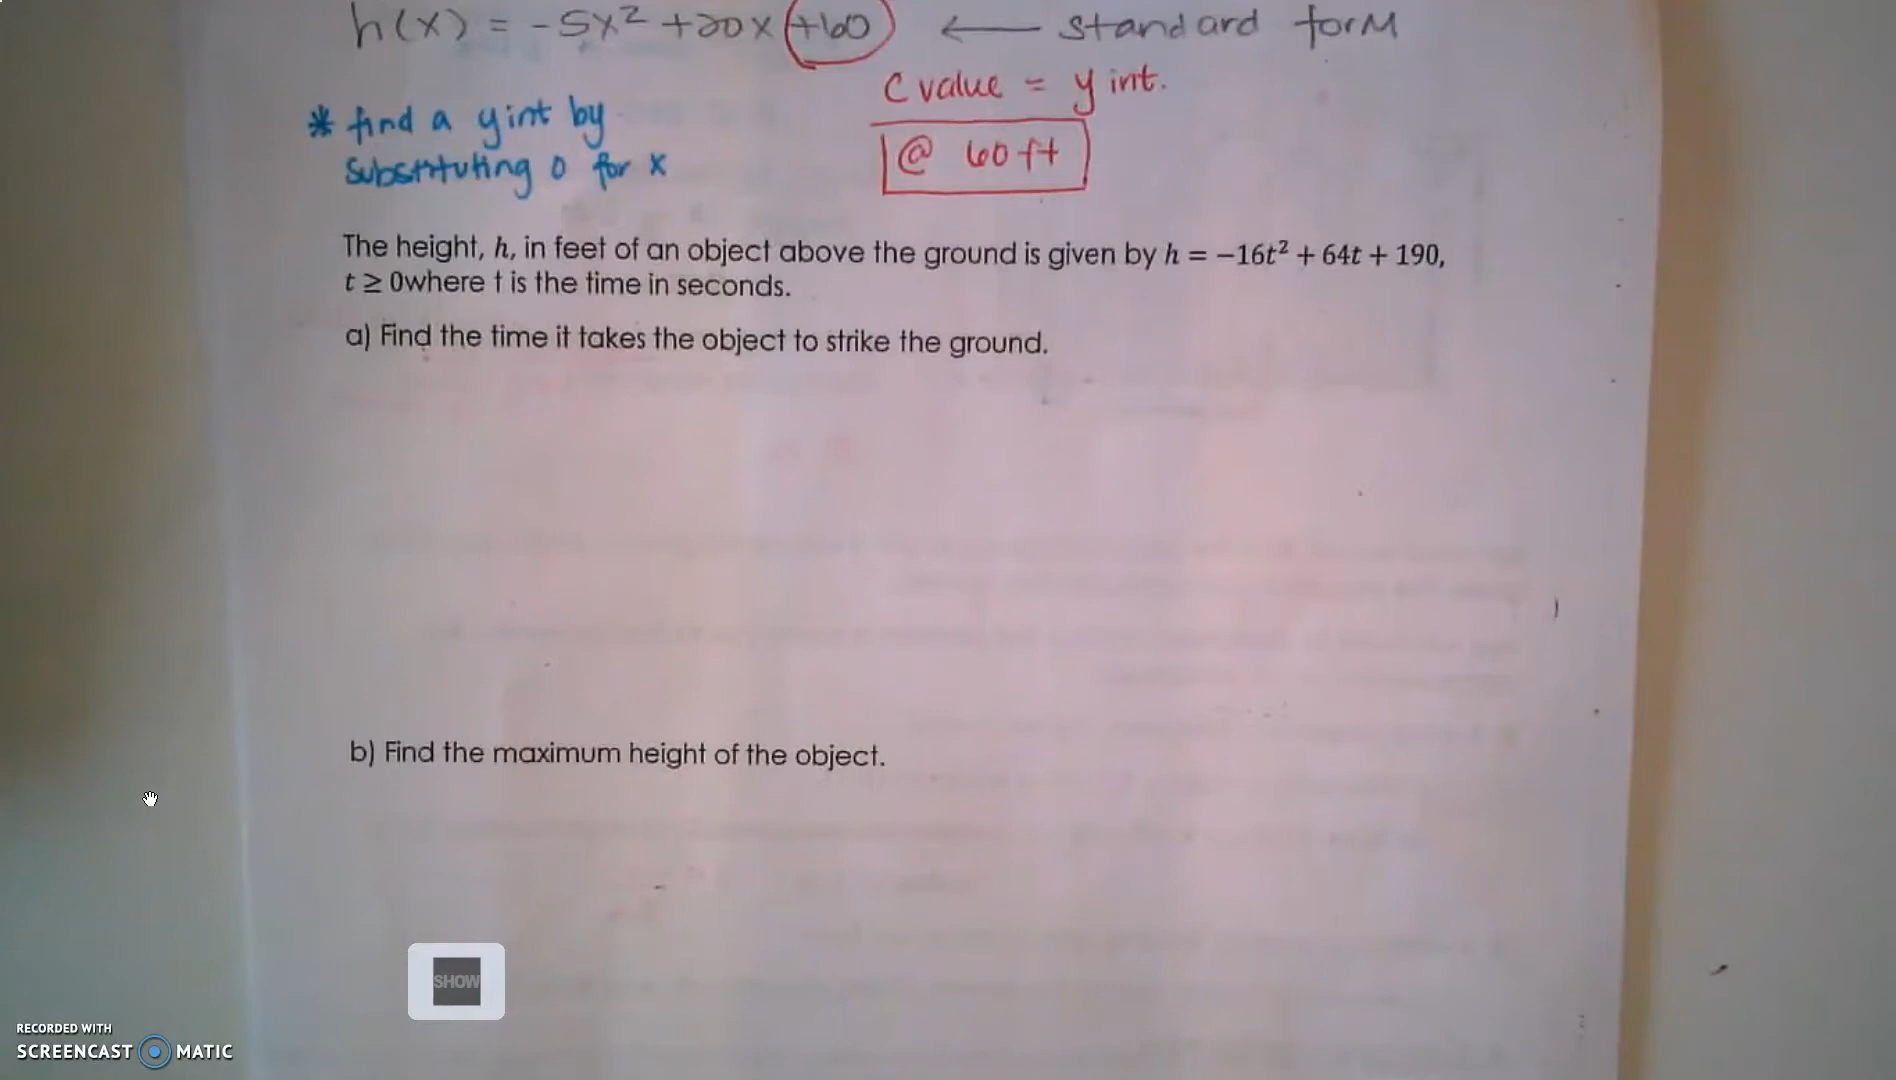 h(x) = -5x² +20x +60 ← standard form
c value = y int.
* find a y int by
substituting 0 for x
@ 60 ft
The height, h, in feet of an object above the ground is given by h = −16t² + 64t + 190,
t ≥ 0where t is the time in seconds.
a) Find the time it takes the object to strike the ground.
b) Find the maximum height of the object.
SHOW
RECORDED WITH
SCREENCAST MATIC